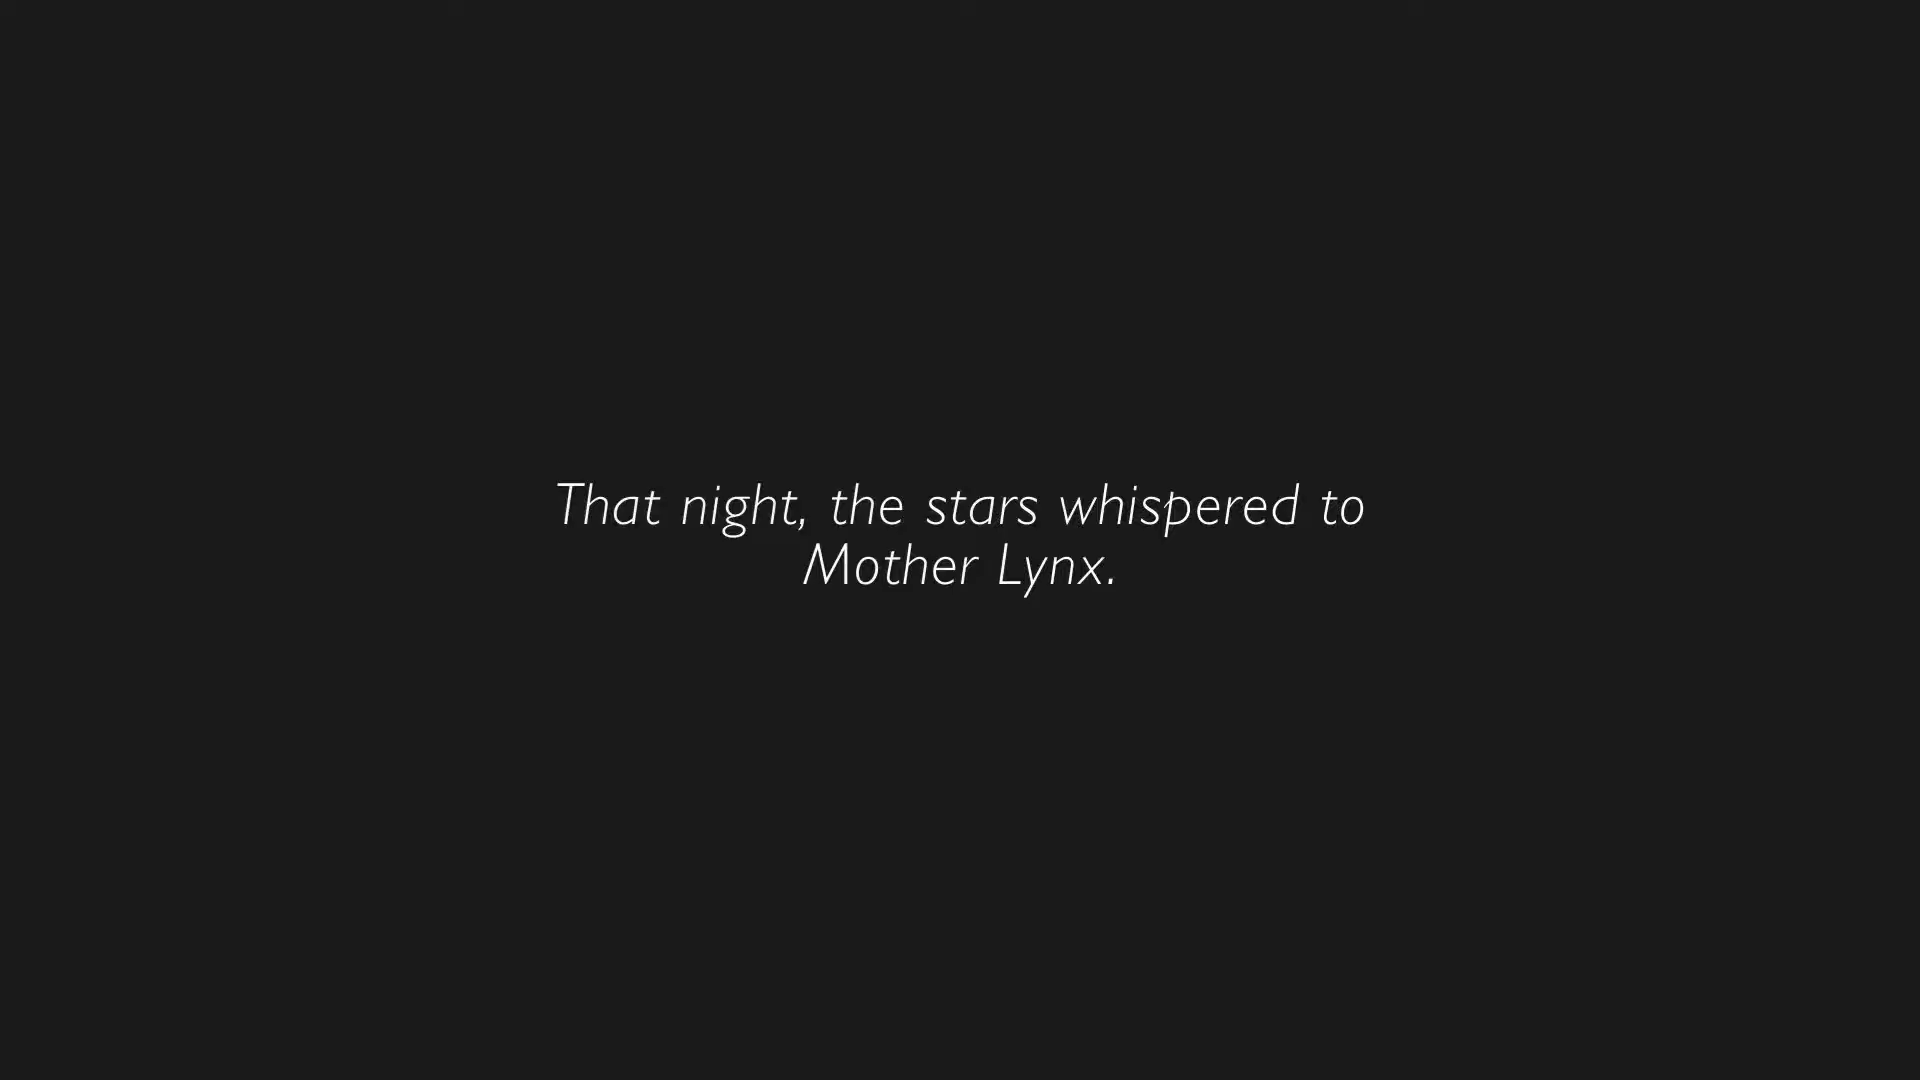 That night, the stars whispered to
Mother Lynx.